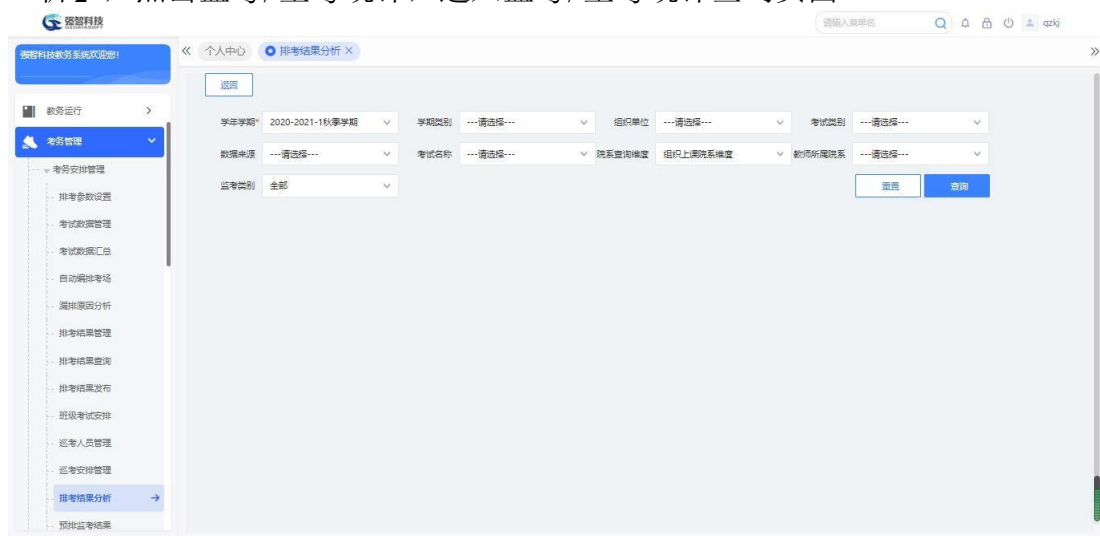 强智科技
QZDATASOFT
请输入菜单名
qzkj
强智科技教务系统欢迎您!
个人中心
排考结果分析
返回
教务运行
考务管理
考务安排管理
排考参数设置
考试数据管理
考试数据汇总
自动编排考场
漏排原因分析
排考结果管理
排考结果查询
排考结果发布
班级考试安排
巡考人员管理
巡考安排管理
排考结果分析
预排监考结果
学年学期* 2020-2021-1秋季学期 学期类别 ---请选择--- 组织单位 ---请选择--- 考试类别 ---请选择---
数据来源 ---请选择--- 考试名称 ---请选择--- 院系查询维度 组织上课院系维度 教师所属院系 ---请选择---
监考类别 全部 重置 查询